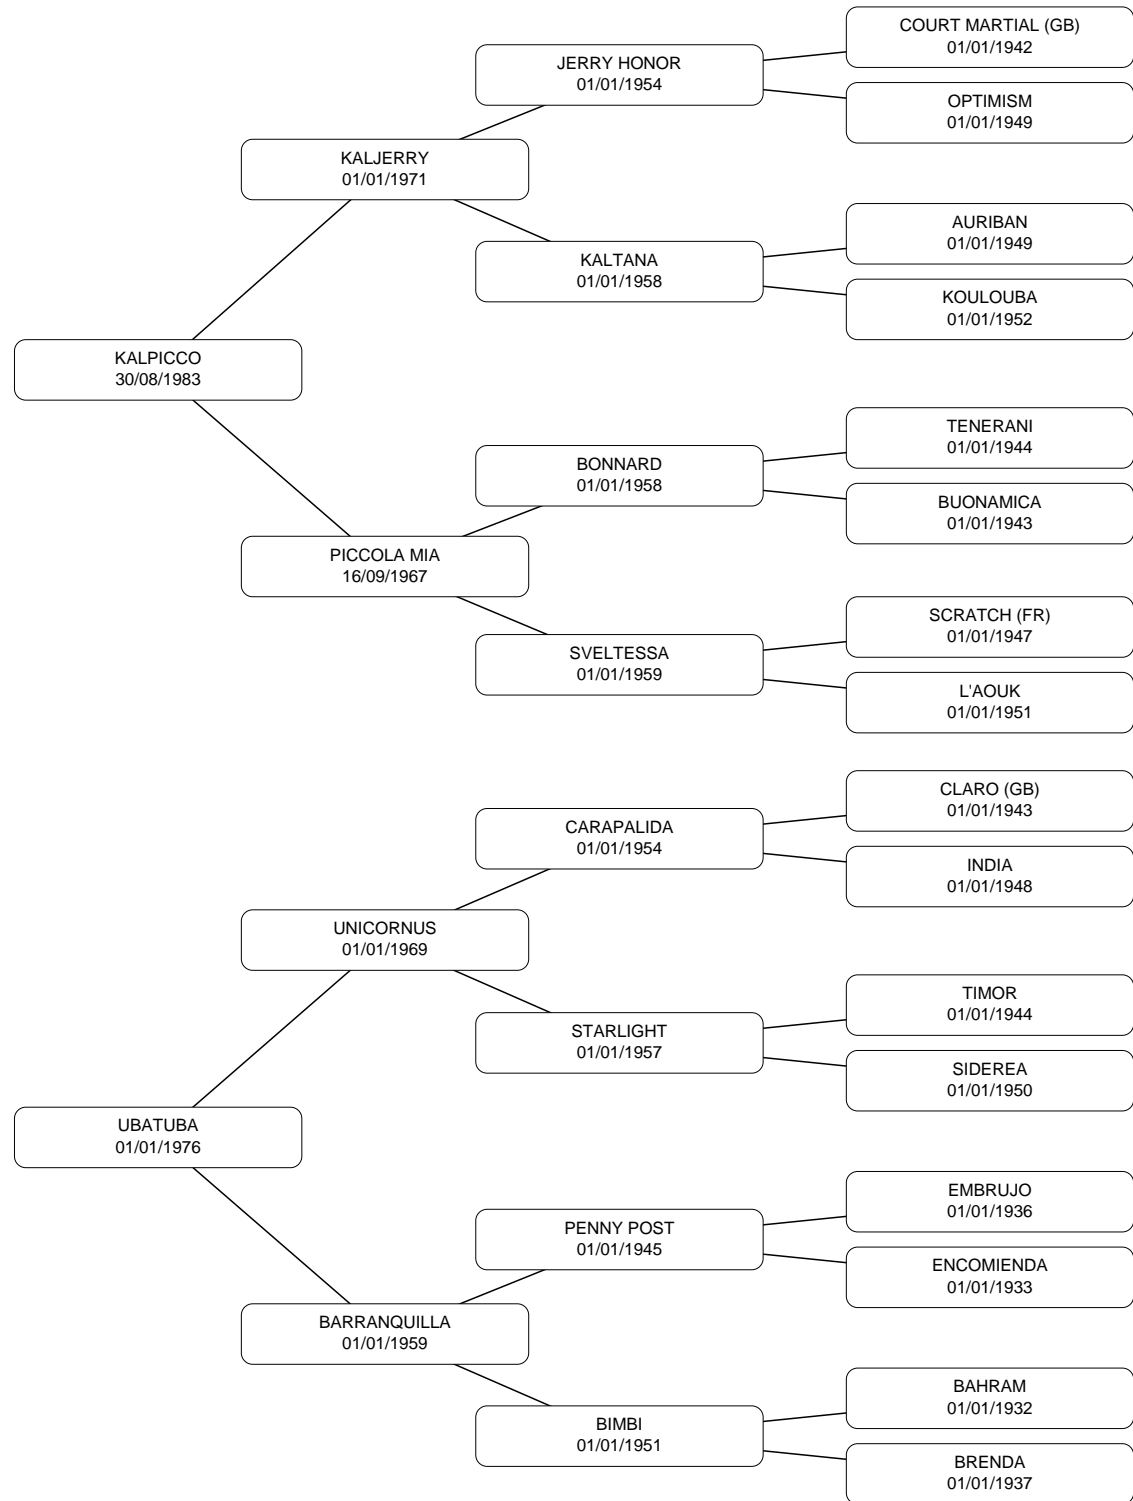 COURT MARTIAL (GB)
01/01/1942
JERRY HONOR
01/01/1954
OPTIMISM
01/01/1949
KALJERRY
01/01/1971
AURIBAN
01/01/1949
KALTANA
01/01/1958
KOULOUBA
01/01/1952
KALPICCO
30/08/1983
TENERANI
01/01/1944
BONNARD
01/01/1958
BUONAMICA
01/01/1943
PICCOLA MIA
16/09/1967
SCRATCH (FR)
01/01/1947
SVELTESSA
01/01/1959
L'AOUK
01/01/1951
CLARO (GB)
01/01/1943
CARAPALIDA
01/01/1954
INDIA
01/01/1948
UNICORNUS
01/01/1969
TIMOR
01/01/1944
STARLIGHT
01/01/1957
SIDEREA
01/01/1950
UBATUBA
01/01/1976
EMBRUJO
01/01/1936
PENNY POST
01/01/1945
ENCOMIENDA
01/01/1933
BARRANQUILLA
01/01/1959
BAHRAM
01/01/1932
BIMBI
01/01/1951
BRENDA
01/01/1937